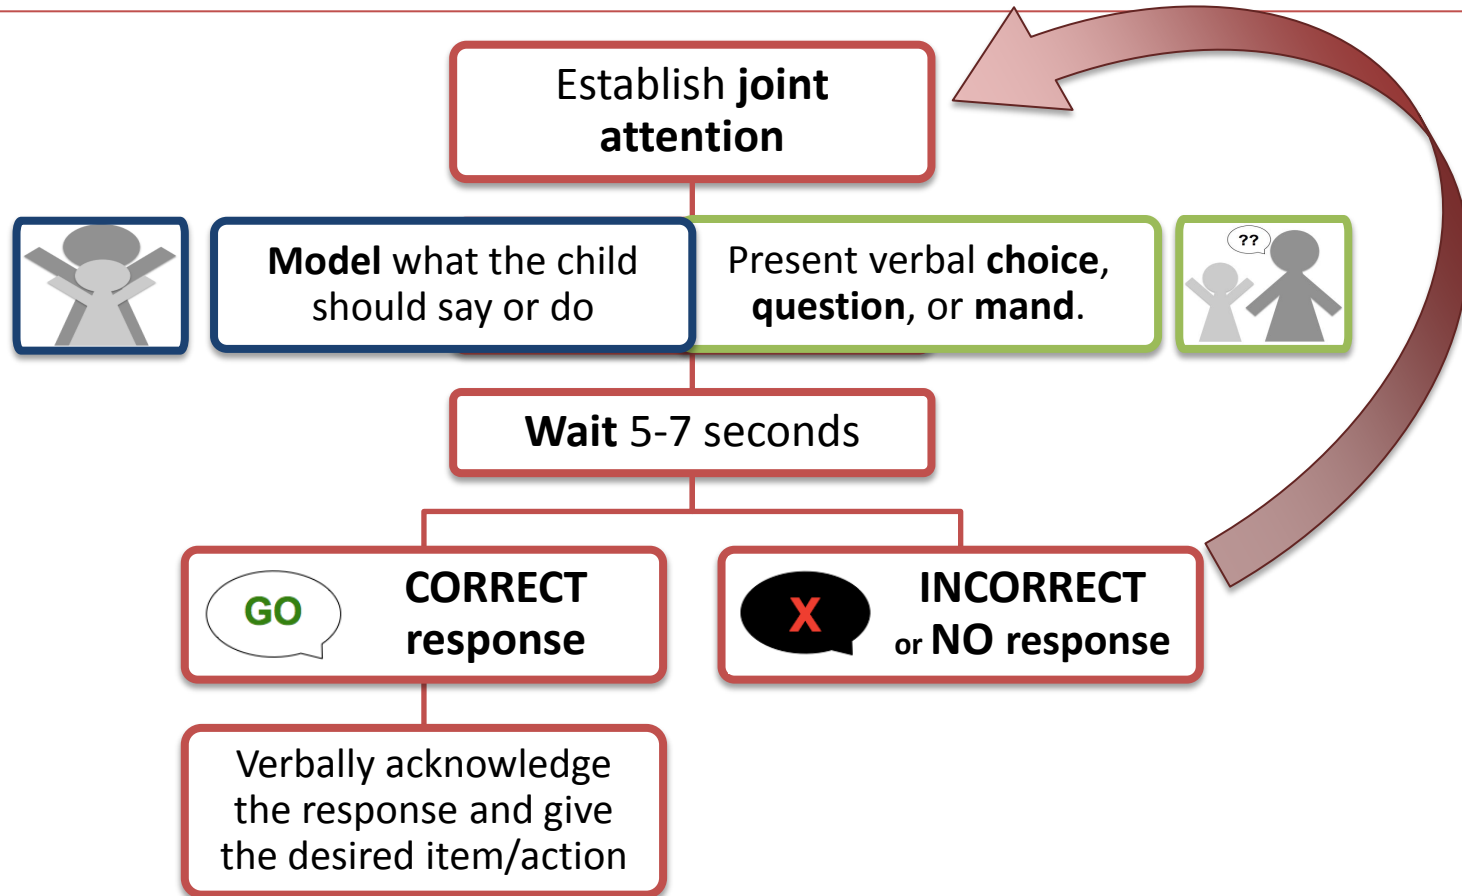 Establish joint
attention
Model what the child
should say or do
Present verbal choice,
question, or mand.
??
Wait 5-7 seconds
GO
CORRECT
response
X
INCORRECT
or NO response
Verbally acknowledge
the response and give
the desired item/action